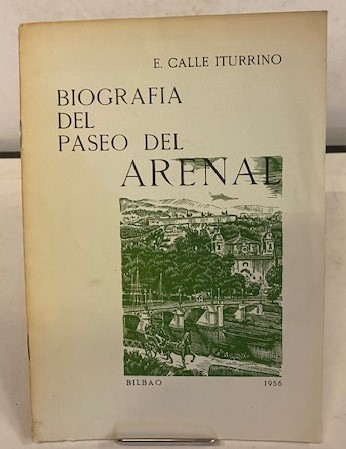 E. CALLE ITURRINO
BIOGRAFIA
DEL
PASEO DEL
ARENAL
BILBAO 1956